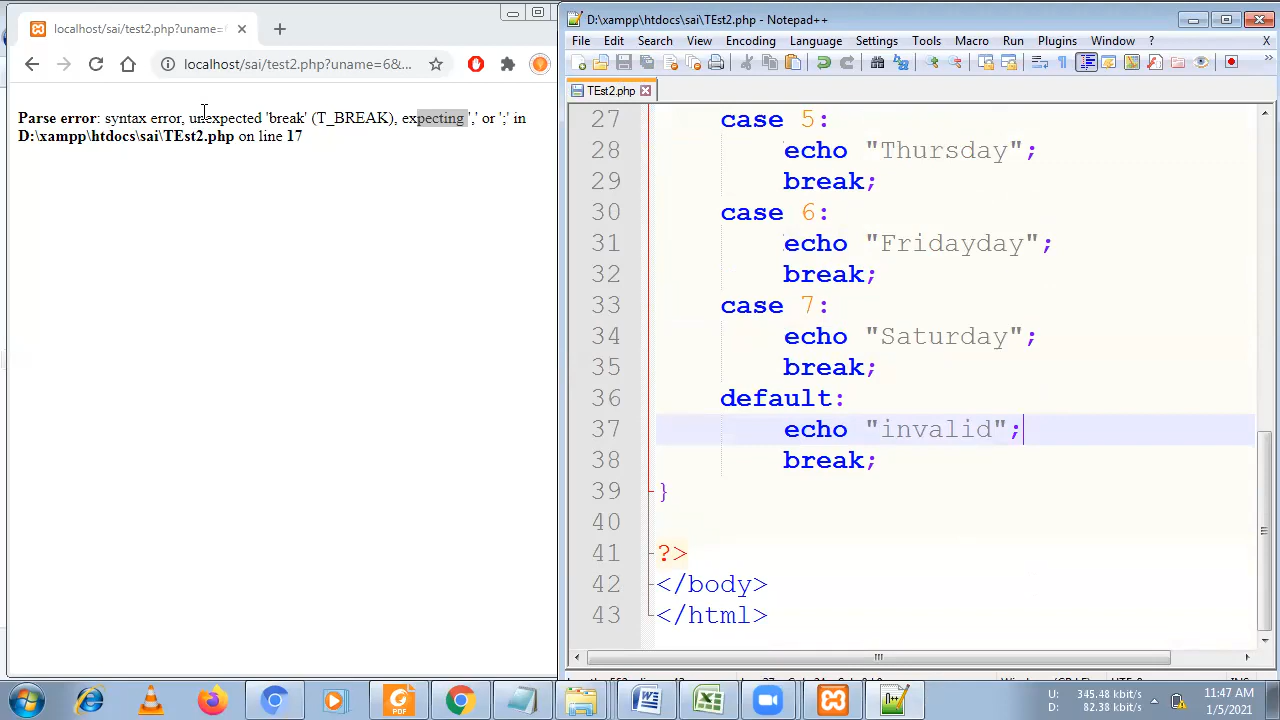 localhost/sai/test2.php?uname=
localhost/sai/test2.php?uname=6&...
Parse error: syntax error, unexpected 'break' (T_BREAK), expecting ',' or ';' in
D:\xampp\htdocs\sai\TEst2.php on line 17
D:\xampp\htdocs\sai\TEst2.php - Notepad++
File Edit Search View Encoding Language Settings Tools Macro Run Plugins Window ? X
TEst2.php
27 case 5:
28 echo "Thursday";
29 break;
30 case 6:
31 echo "Fridayday";
32 break;
33 case 7:
34 echo "Saturday";
35 break;
36 default:
37 echo "invalid";
38 break;
39 }
40
41 ?>
42 </body>
43 </html>
U: 345.48 kbit/s
D: 82.38 kbit/s
11:47 AM
1/5/2021